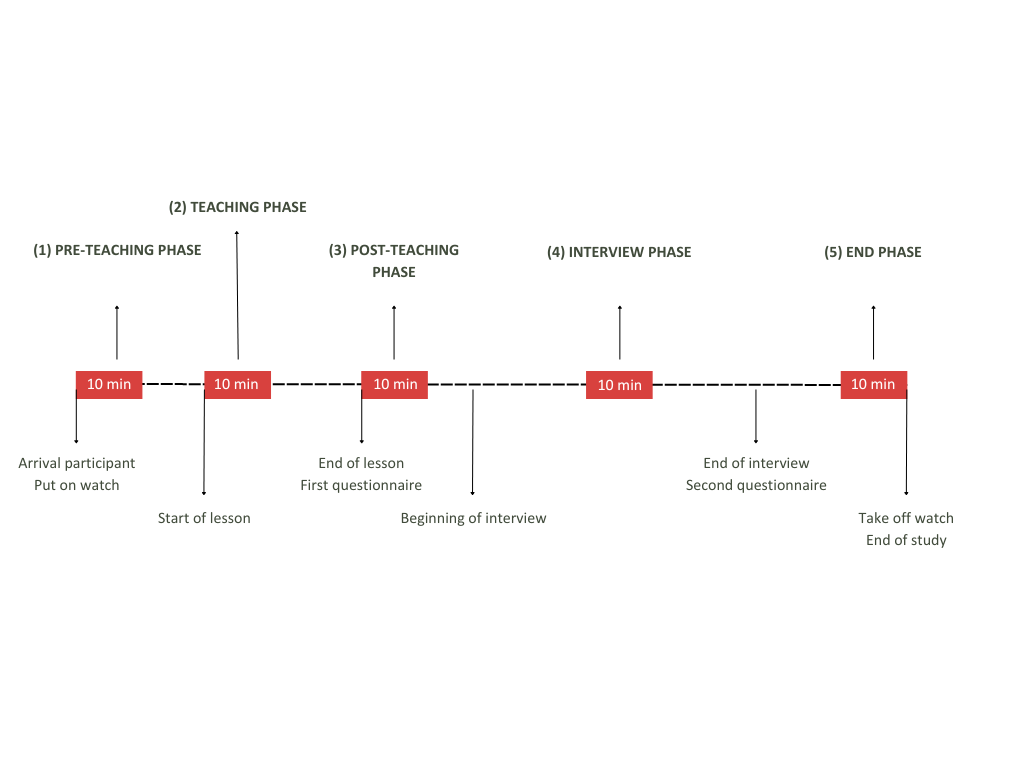 (2) TEACHING PHASE
(1) PRE-TEACHING PHASE
(3) POST-TEACHING
PHASE
(4) INTERVIEW PHASE
(5) END PHASE
10 min
10 min
10 min
10 min
10 min
Arrival participant
Put on watch
Start of lesson
End of lesson
First questionnaire
Beginning of interview
End of interview
Second questionnaire
Take off watch
End of study